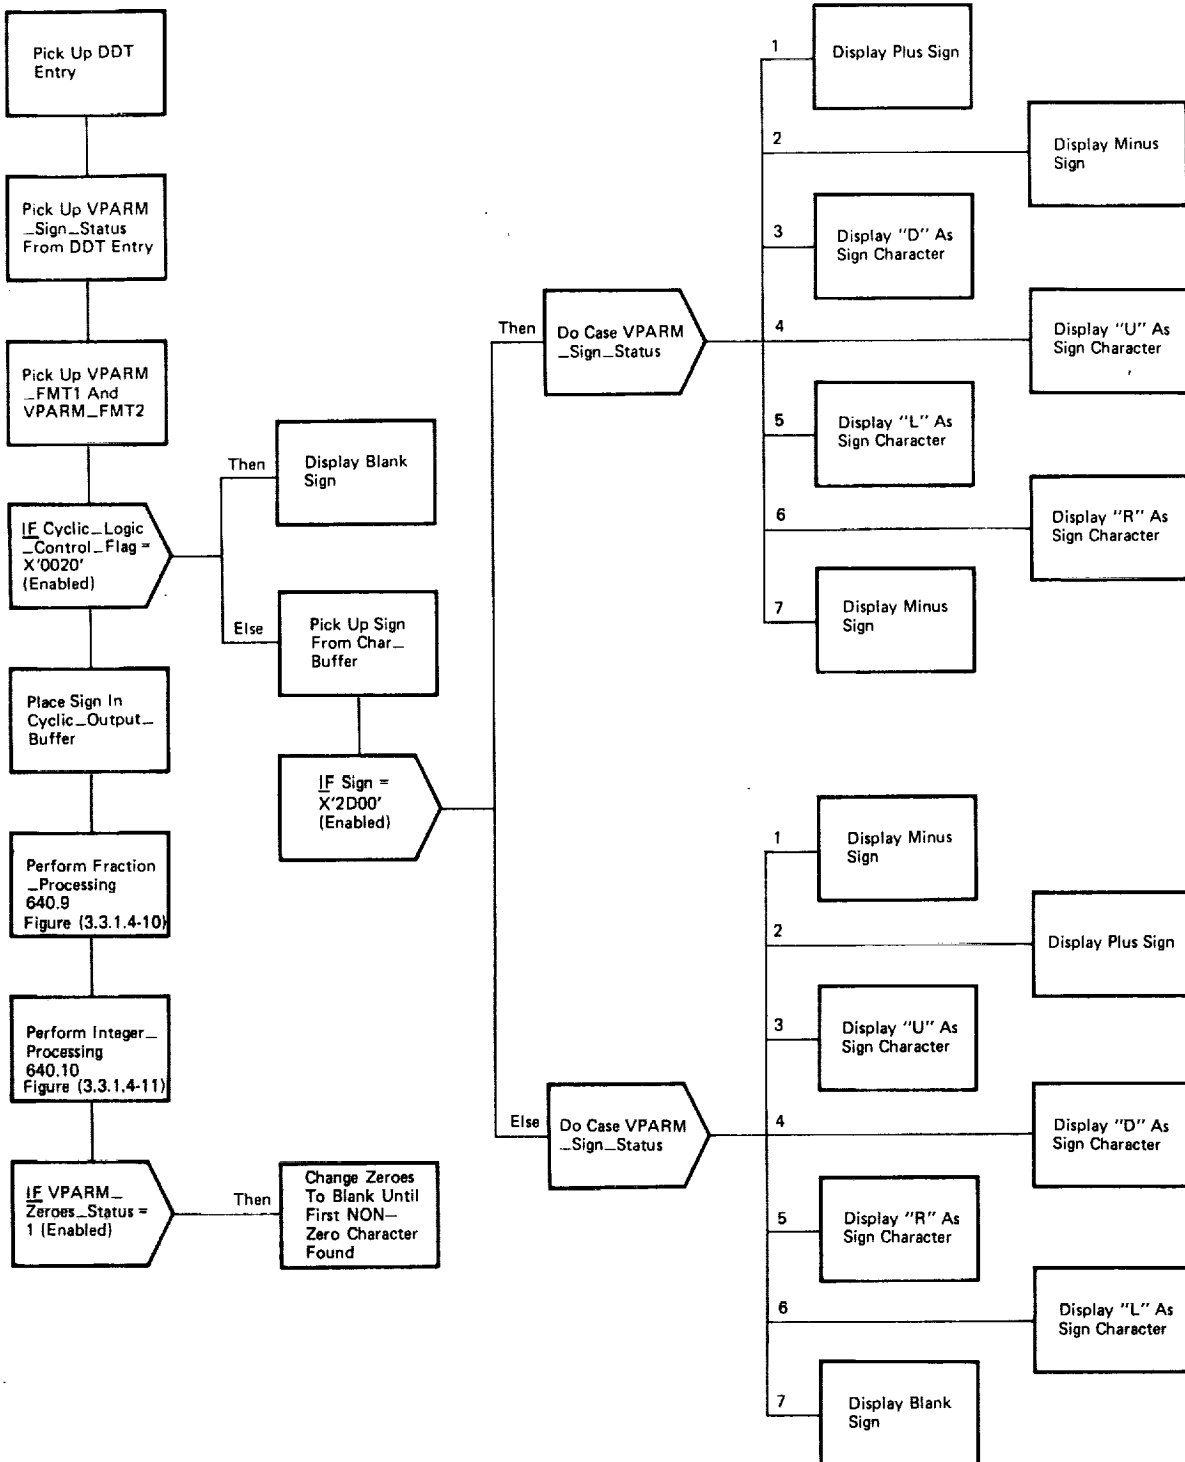 Pick Up DDT
Entry
Pick Up VPARM
_Sign_Status
From DDT Entry
Pick Up VPARM
_FMT1 And
VPARM_FMT2
IF Cyclic_Logic
_Control_Flag =
X'0020'
(Enabled)
Then
Display Blank
Sign
Else
Pick Up Sign
From Char_
Buffer
IF Sign =
X'2D00'
(Enabled)
Then
Do Case VPARM
_Sign_Status
1
Display Plus Sign
2
Display Minus
Sign
3
Display "D" As
Sign Character
4
Display "U" As
Sign Character
5
Display "L" As
Sign Character
6
Display "R" As
Sign Character
7
Display Minus
Sign
Else
Do Case VPARM
_Sign_Status
1
Display Minus
Sign
2
Display Plus Sign
3
Display "U" As
Sign Character
4
Display "D" As
Sign Character
5
Display "R" As
Sign Character
6
Display "L" As
Sign Character
7
Display Blank
Sign
Place Sign In
Cyclic_Output_
Buffer
Perform Fraction
_Processing
640.9
Figure (3.3.1.4-10)
Perform Integer_
Processing
640.10
Figure (3.3.1.4-11)
IF VPARM_
Zeroes_Status =
1 (Enabled)
Then
Change Zeroes
To Blank Until
First NON-
Zero Character
Found